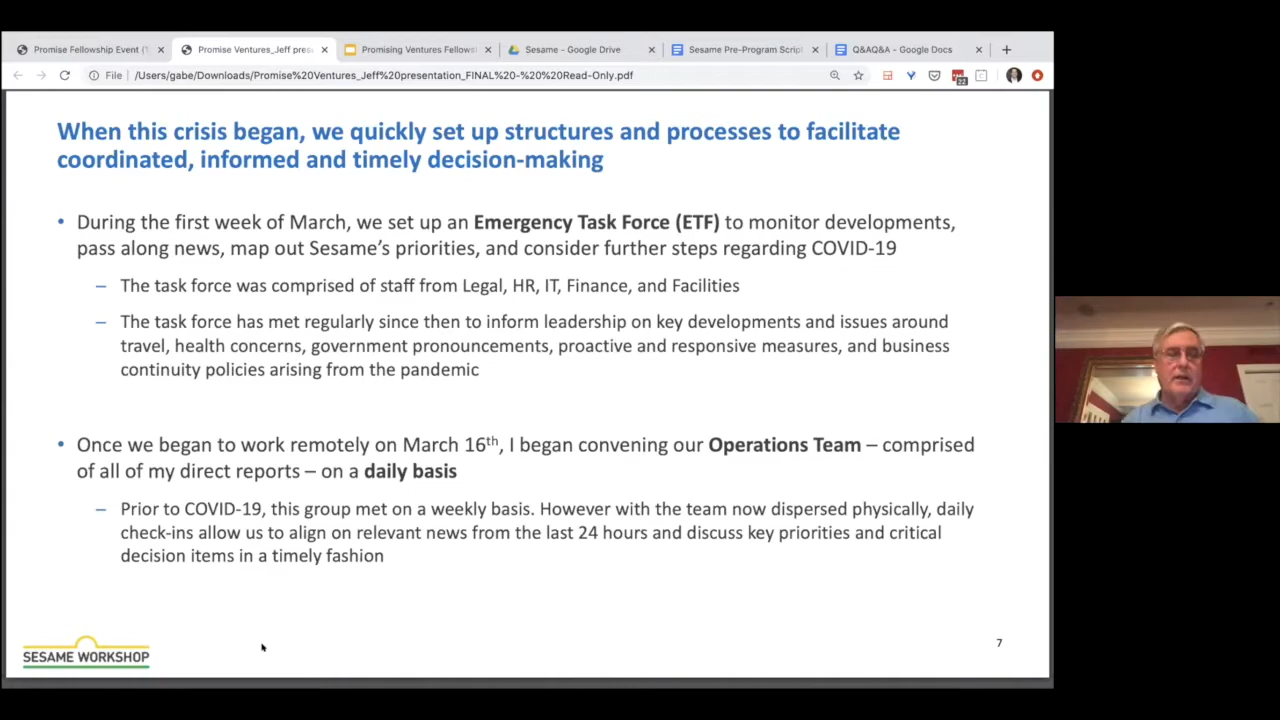 Promise Fellowship Event (
Promise Ventures_Jeff pres
Promising Ventures Fellows
Sesame - Google Drive
Sesame Pre-Program Script
Q&AQ&A - Google Docs
File
/Users/gabe/Downloads/Promise%20Ventures_Jeff%20presentation_FINAL%20-%20%20Read-Only.pdf
22
When this crisis began, we quickly set up structures and processes to facilitate
coordinated, informed and timely decision-making
• During the first week of March, we set up an Emergency Task Force (ETF) to monitor developments,
pass along news, map out Sesame's priorities, and consider further steps regarding COVID-19
– The task force was comprised of staff from Legal, HR, IT, Finance, and Facilities
– The task force has met regularly since then to inform leadership on key developments and issues around
travel, health concerns, government pronouncements, proactive and responsive measures, and business
continuity policies arising from the pandemic
• Once we began to work remotely on March 16th, I began convening our Operations Team – comprised
of all of my direct reports – on a daily basis
– Prior to COVID-19, this group met on a weekly basis. However with the team now dispersed physically, daily
check-ins allow us to align on relevant news from the last 24 hours and discuss key priorities and critical
decision items in a timely fashion
SESAME WORKSHOP
7